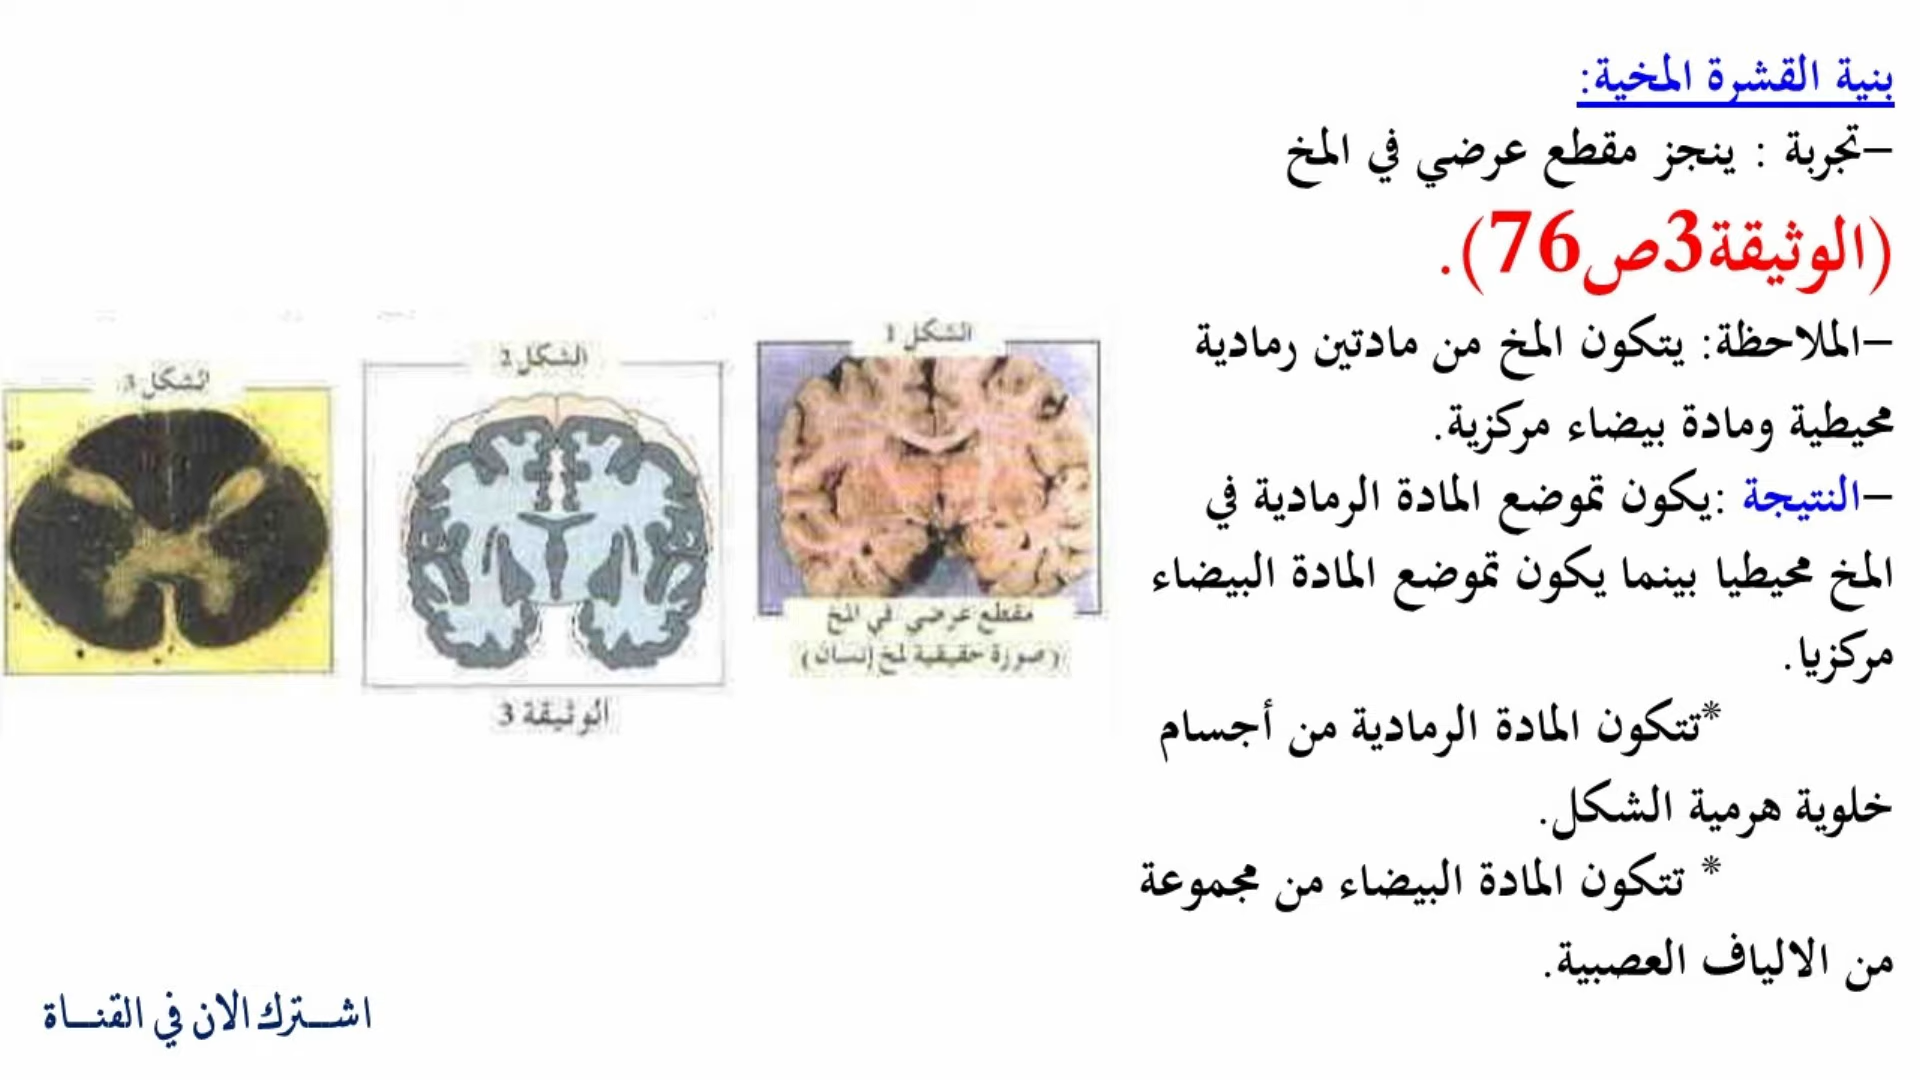 بنية القشرة المخية:
–تجربة : ينجز مقطع عرضي في المخ
(الوثيقة3ص76).
–الملاحظة: يتكون المخ من مادتين رمادية
محيطية ومادة بيضاء مركزية.
–النتيجة :يكون تموضع المادة الرمادية في
المخ محيطيا بينما يكون تموضع المادة البيضاء
مركزيا.
*تتكون المادة الرمادية من أجسام
خلوية هرمية الشكل.
* تتكون المادة البيضاء من مجموعة
من الالياف العصبية.
الشكل 1
مقطع عرضي في المخ
(صورة حقيقية لمخ إنسان)
الشكل 2
الشكل 3
الوثيقة 3
اشـترك الان في القنـاة